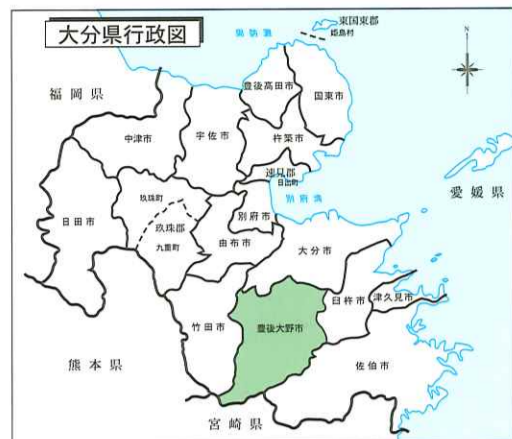 大分県行政図
東国東郡
姫島村
周防灘
福岡県
豊後高田市
国東市
中津市
宇佐市
杵築市
速見郡
日出町
別府湾
愛媛県
玖珠町
日田市
玖珠郡
九重町
別府市
由布市
大分市
臼杵市
津久見市
竹田市
豊後大野市
佐伯市
熊本県
宮崎県
N